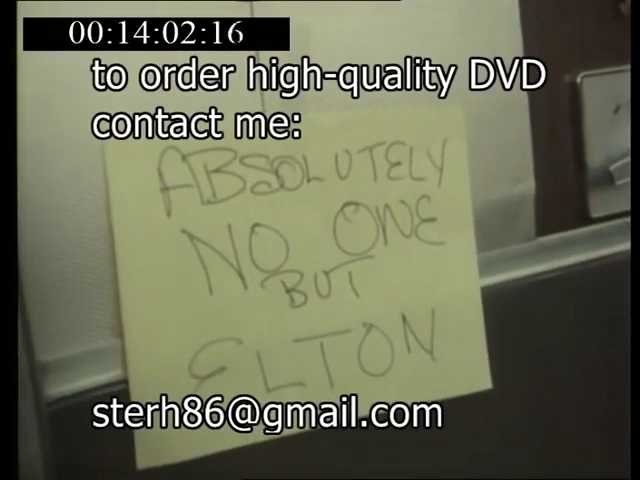 00:14:02:16
to order high-quality DVD
contact me:
ABSOLUTELY
NO ONE
BUT
ELTON
sterh86@gmail.com